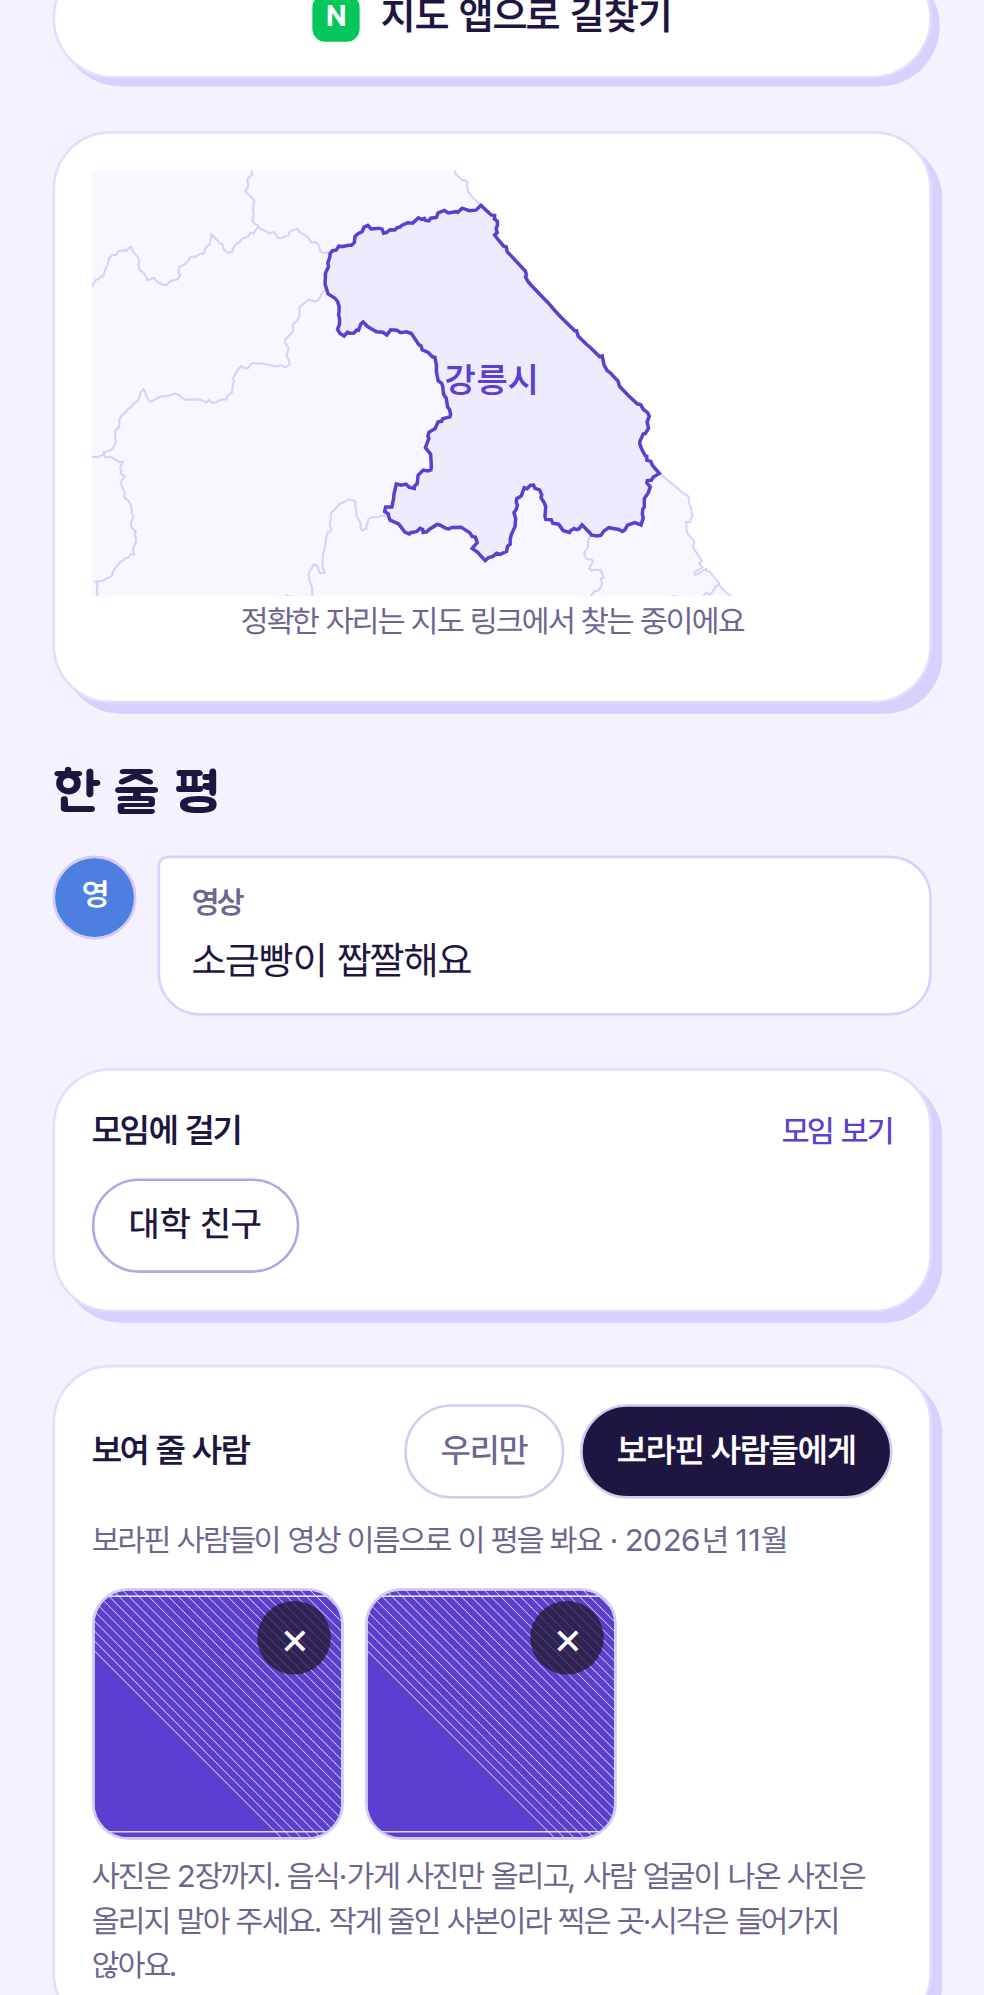 N 지도 앱으로 길찾기
강릉시
정확한 자리는 지도 링크에서 찾는 중이에요
한 줄 평
영
영상
소금빵이 짭짤해요
모임에 걸기
모임 보기
대학 친구
보여 줄 사람
우리만
보라핀 사람들에게
보라핀 사람들이 영상 이름으로 이 평을 봐요 · 2026년 11월
✕
✕
사진은 2장까지. 음식·가게 사진만 올리고, 사람 얼굴이 나온 사진은
올리지 말아 주세요. 작게 줄인 사본이라 찍은 곳·시각은 들어가지
않아요.